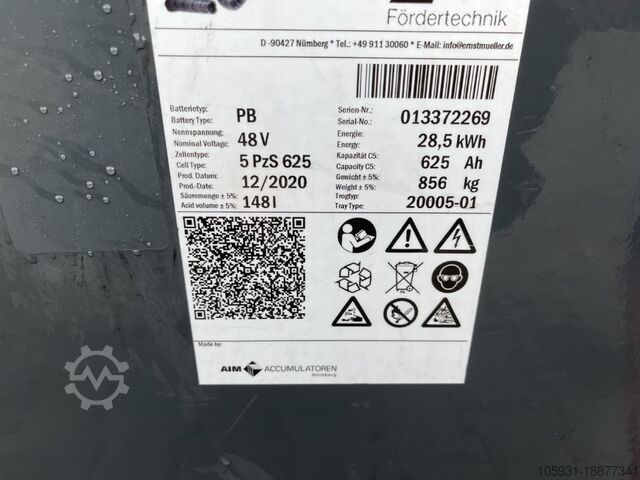 Fördertechnik
D -90427 Nürnberg * Tel.: +49 911 30060 * E-Mail: info@ernstmueller.de
Batterietyp: Serien-Nr.:
Battery Type: PB Serial-No.: 013372269
Nennspannung: Energie:
Nominal Voltage: 48 V Energy: 28,5 kWh
Zellentype: Kapazität C5:
Cell Type: 5 PzS 625 Capacity C5: 625 Ah
Prod. Datum: Gewicht ± 5%:
Prod.-Date: 12/2020 Weight ± 5%: 856 kg
Säuremenge ± 5%: Trogtyp:
Acid volume ± 5%: 148 l Tray Type: 20005-01
Made by:
AIM ACCUMULATOREN
Nürnberg
105931-18877341